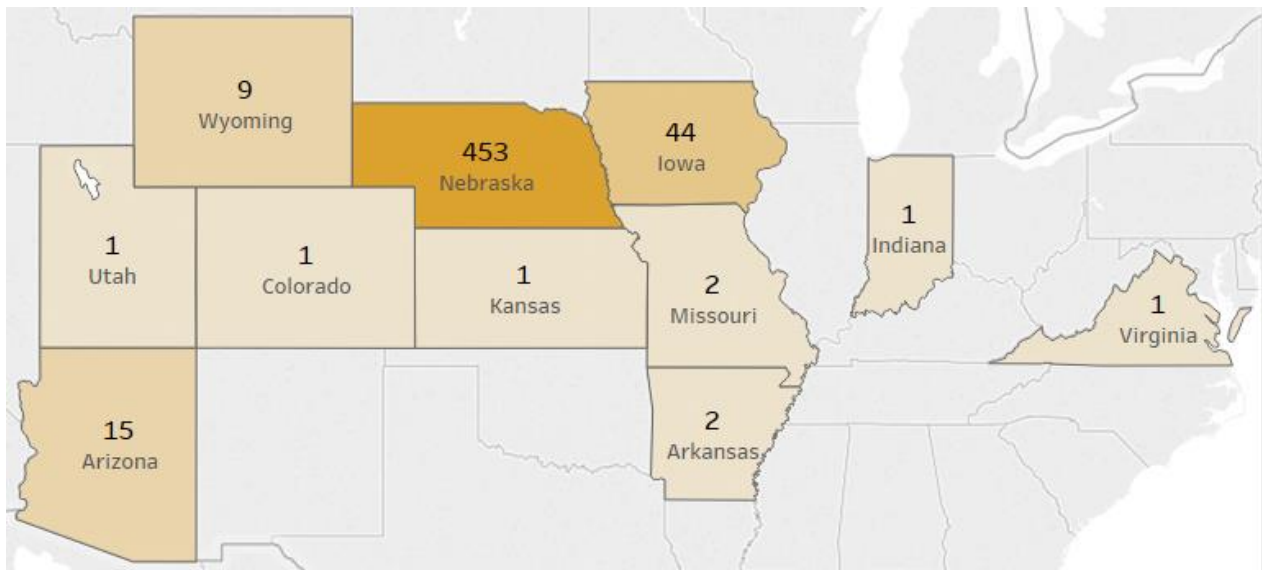 9
Wyoming
453
Nebraska
44
Iowa
1
Utah
1
Colorado
1
Kansas
2
Missouri
1
Indiana
1
Virginia
15
Arizona
2
Arkansas